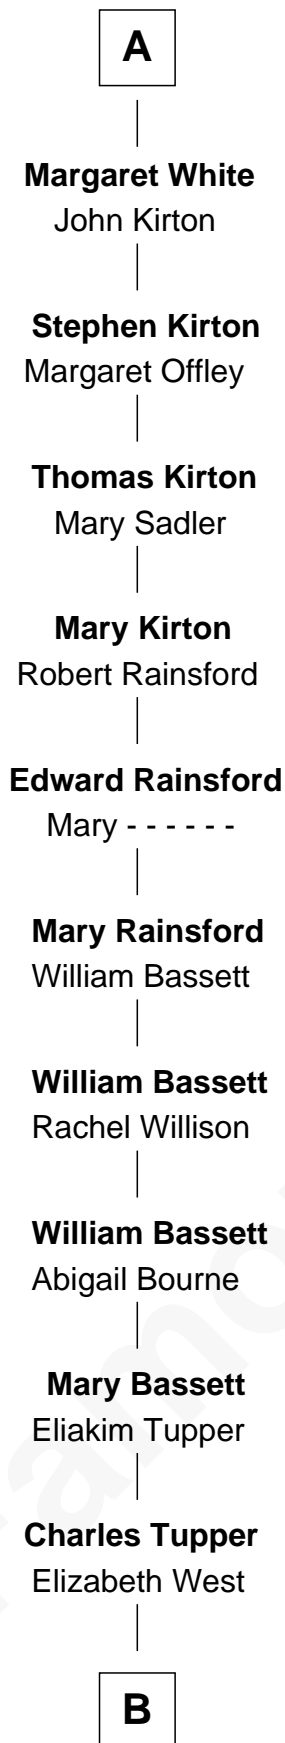 A
Margaret White
John Kirton
Stephen Kirton
Margaret Offley
Thomas Kirton
Mary Sadler
Mary Kirton
Robert Rainsford
Edward Rainsford
Mary - - - - - -
Mary Rainsford
William Bassett
William Bassett
Rachel Willison
William Bassett
Abigail Bourne
Mary Bassett
Eliakim Tupper
Charles Tupper
Elizabeth West
B